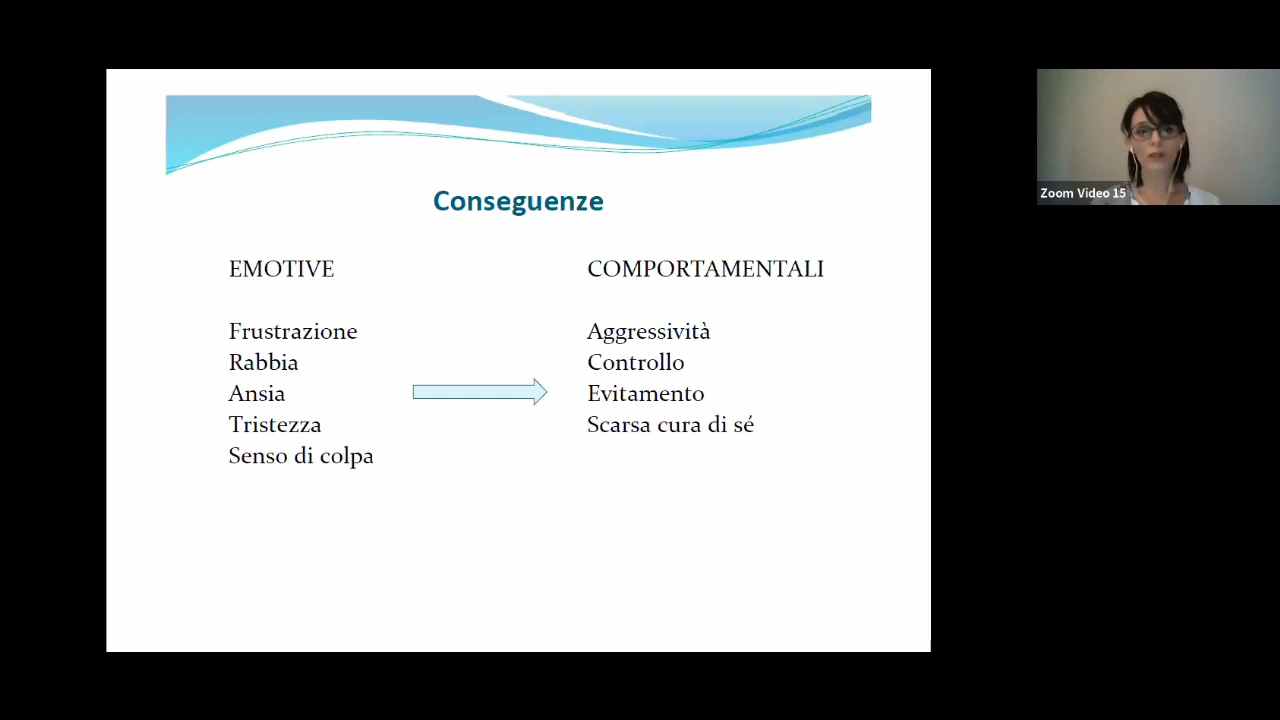 Conseguenze
EMOTIVE
Frustrazione
Rabbia
Ansia
Tristezza
Senso di colpa
COMPORTAMENTALI
Aggressività
Controllo
Evitamento
Scarsa cura di sé
Zoom Video 15